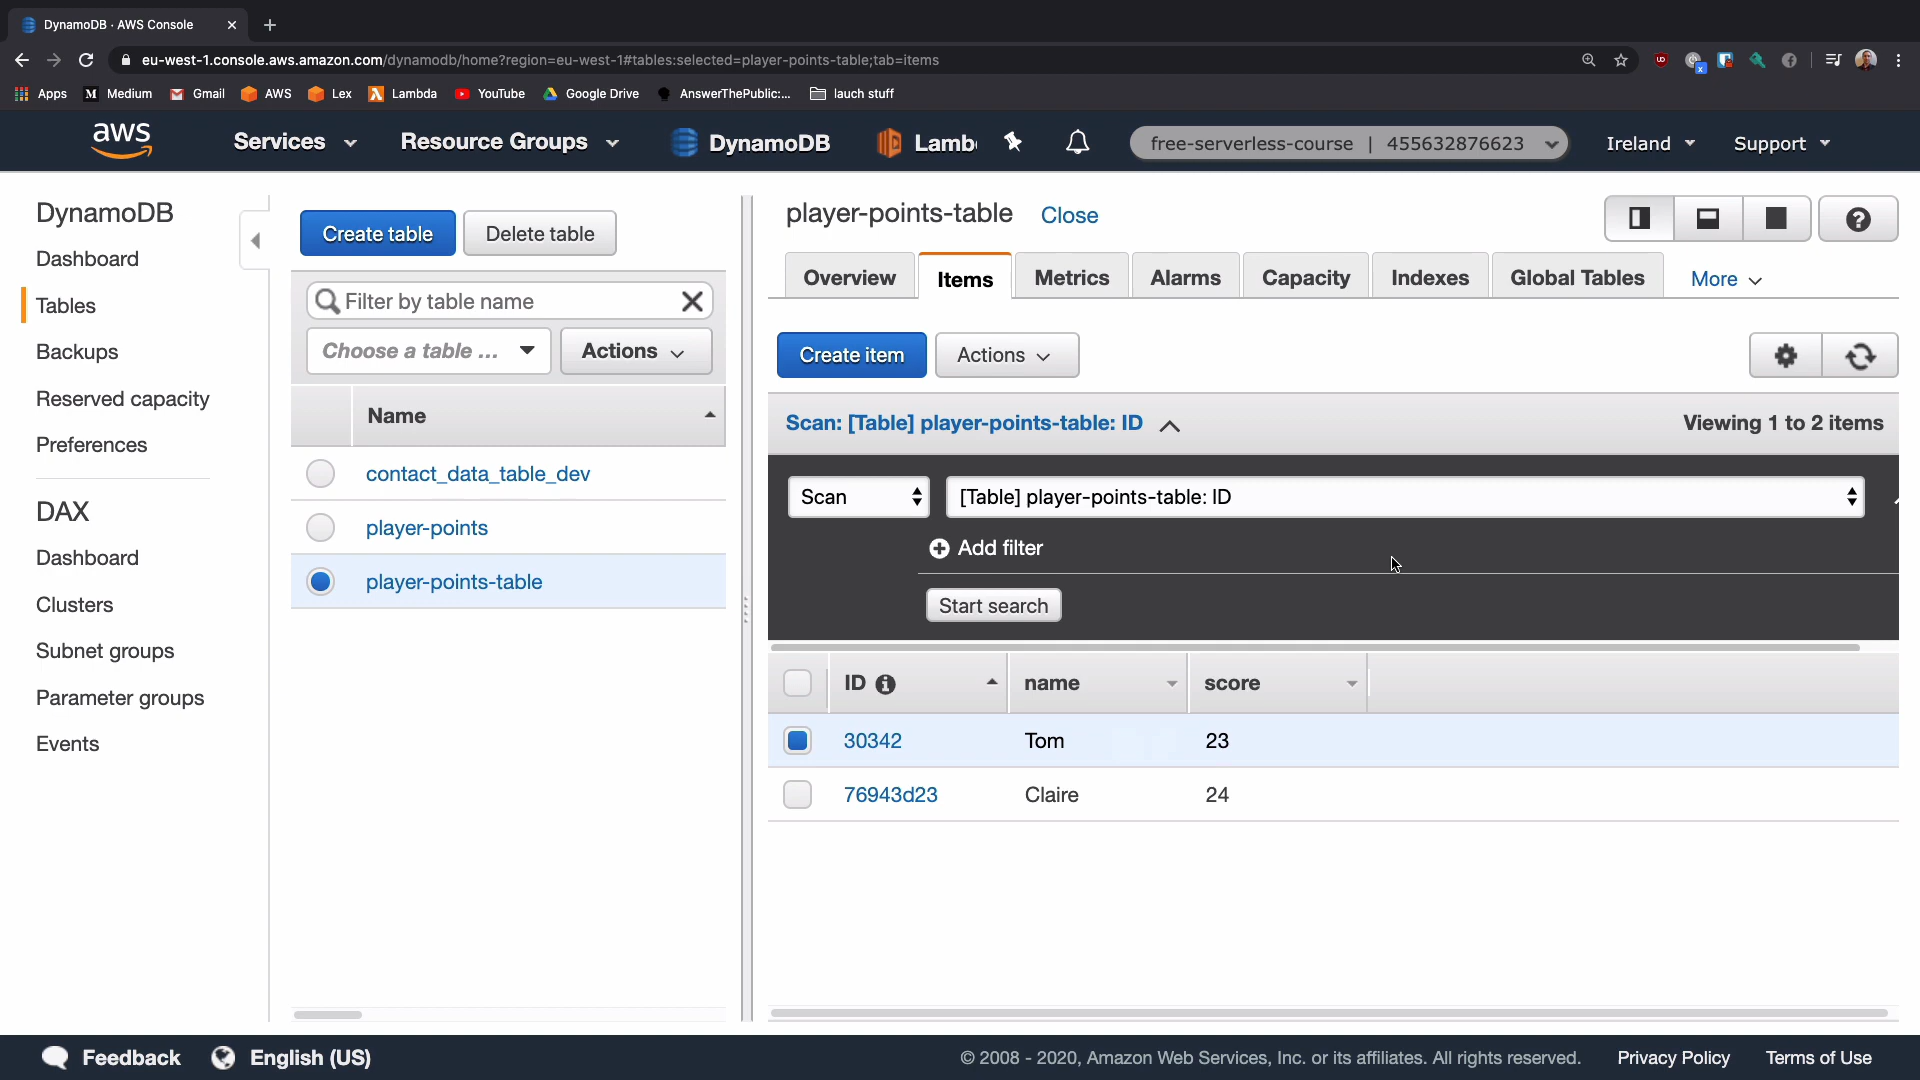 DynamoDB · AWS Console
eu-west-1.console.aws.amazon.com/dynamodb/home?region=eu-west-1#tables:selected=player-points-table;tab=items
Apps Medium Gmail AWS Lex Lambda YouTube Google Drive AnswerThePublic:... lauch stuff
aws Services Resource Groups DynamoDB Lamb free-serverless-course | 455632876623 Ireland Support
DynamoDB
Dashboard
Tables
Backups
Reserved capacity
Preferences
DAX
Dashboard
Clusters
Subnet groups
Parameter groups
Events
Create table Delete table
Filter by table name
Choose a table ... Actions
Name
contact_data_table_dev
player-points
player-points-table
player-points-table Close
Overview Items Metrics Alarms Capacity Indexes Global Tables More
Create item Actions
Scan: [Table] player-points-table: ID Viewing 1 to 2 items
Scan [Table] player-points-table: ID
Add filter
Start search
ID name score
30342 Tom 23
76943d23 Claire 24
Feedback English (US) © 2008 - 2020, Amazon Web Services, Inc. or its affiliates. All rights reserved. Privacy Policy Terms of Use